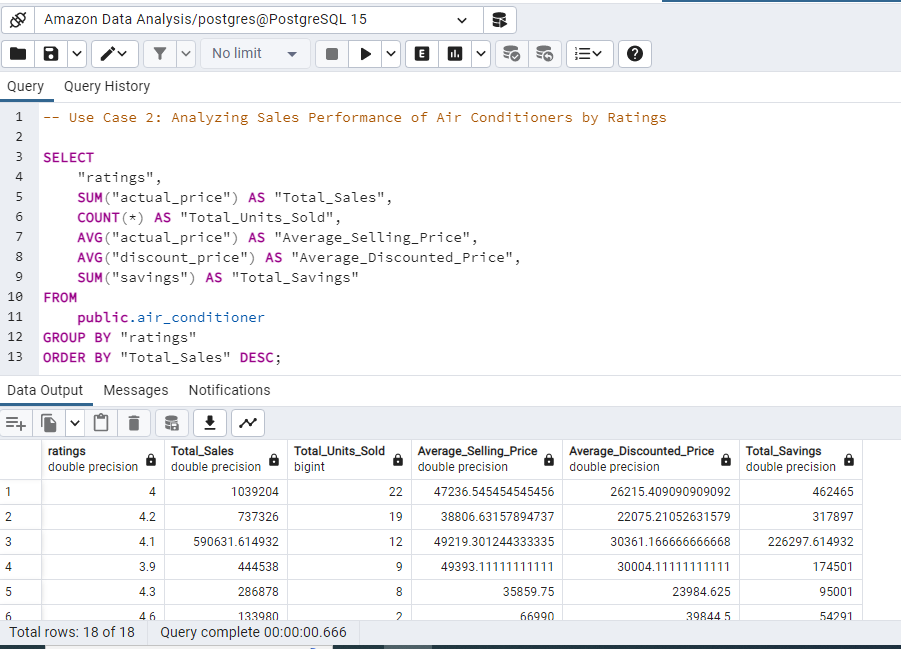 Amazon Data Analysis/postgres@PostgreSQL 15
No limit
E
Query Query History
1 -- Use Case 2: Analyzing Sales Performance of Air Conditioners by Ratings
2
3 SELECT
4 "ratings",
5 SUM("actual_price") AS "Total_Sales",
6 COUNT(*) AS "Total_Units_Sold",
7 AVG("actual_price") AS "Average_Selling_Price",
8 AVG("discount_price") AS "Average_Discounted_Price",
9 SUM("savings") AS "Total_Savings"
10 FROM
11 public.air_conditioner
12 GROUP BY "ratings"
13 ORDER BY "Total_Sales" DESC;
Data Output Messages Notifications
ratings Total_Sales Total_Units_Sold Average_Selling_Price Average_Discounted_Price Total_Savings
double precision double precision bigint double precision double precision double precision
1 4 1039204 22 47236.545454545456 26215.409090909092 462465
2 4.2 737326 19 38806.63157894737 22075.21052631579 317897
3 4.1 590631.614932 12 49219.301244333335 30361.166666666668 226297.614932
4 3.9 444538 9 49393.11111111111 30004.11111111111 174501
5 4.3 286878 8 35859.75 23984.625 95001
6 4.6 133980 2 66990 39844.5 54291
Total rows: 18 of 18 Query complete 00:00:00.666